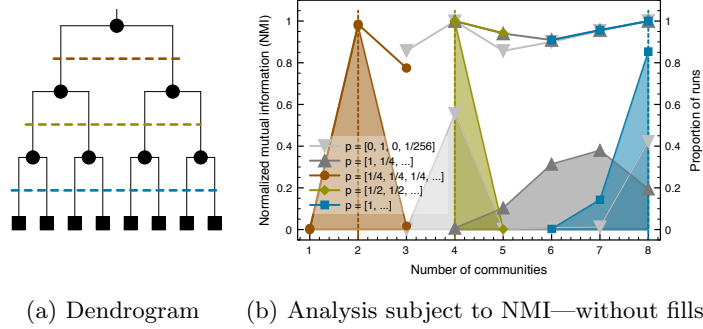 1
0.8
0.6
0.4
0.2
0
1
0.8
0.6
0.4
0.2
0
Normalized mutual information (NMI)
Proportion of runs
p = [0, 1, 0, 1/256]
p = [1, 1/4, ...]
p = [1/4, 1/4, 1/4, ...]
p = [1/2, 1/2, ...]
p = [1, ...]
1 2 3 4 5 6 7 8
Number of communities
(a) Dendrogram (b) Analysis subject to NMI—without fills